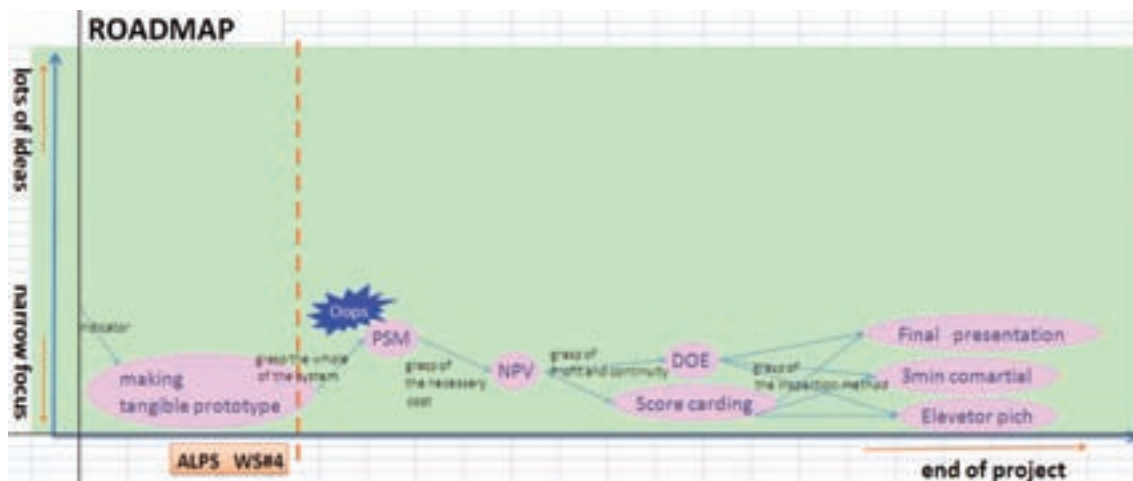 ROADMAP
lots of ideas
narrow focus
indicator
making
tangible prototype
grasp the whole
of the system
Oops
PSM
grasp of
the necessary
cost
NPV
grasp of
profit and continuity
DOE
Score carding
grasp of
the inspection method
Final presentation
3min comartial
Elevetor pich
ALPS WS#4
end of project